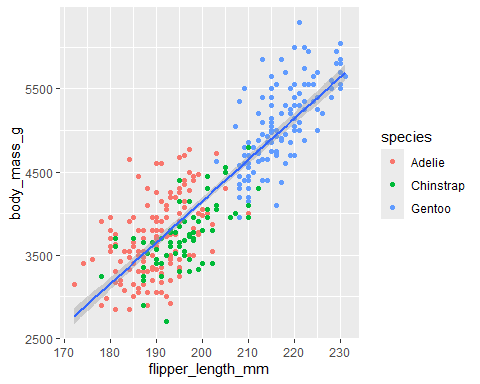 body_mass_g
5500
4500
3500
2500
170 180 190 200 210 220 230
flipper_length_mm
species
Adelie
Chinstrap
Gentoo